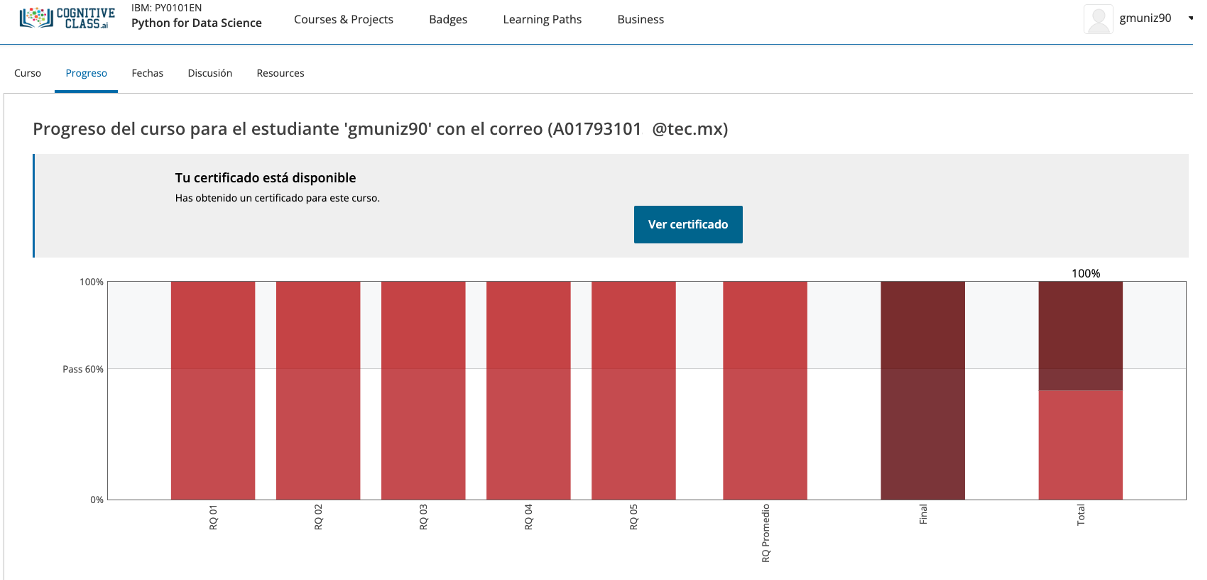 COGNITIVE
CLASS.ai
IBM: PY0101EN
Python for Data Science
Courses & Projects
Badges
Learning Paths
Business
gmuniz90
Curso
Progreso
Fechas
Discusión
Resources
Progreso del curso para el estudiante 'gmuniz90' con el correo (A01793101 @tec.mx)
Tu certificado está disponible
Has obtenido un certificado para este curso.
Ver certificado
100%
100%
Pass 60%
0%
RQ 01
RQ 02
RQ 03
RQ 04
RQ 05
RQ Promedio
Final
Total